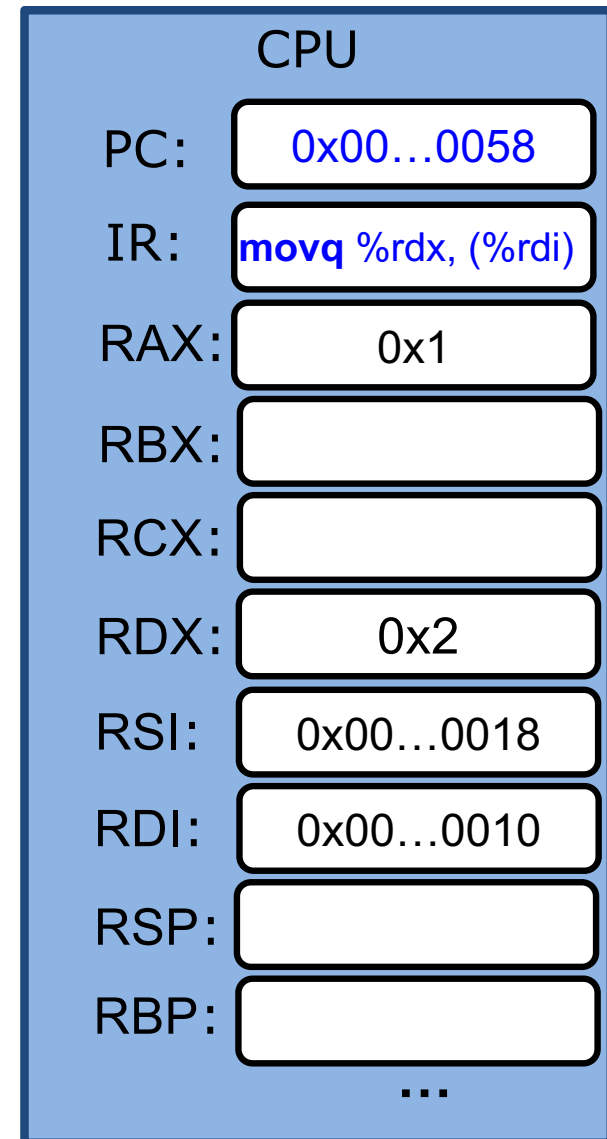 CPU
PC: 0x00…0058
IR: movq %rdx, (%rdi)
RAX: 0x1
RBX:
RCX:
RDX: 0x2
RSI: 0x00…0018
RDI: 0x00…0010
RSP:
RBP:
…